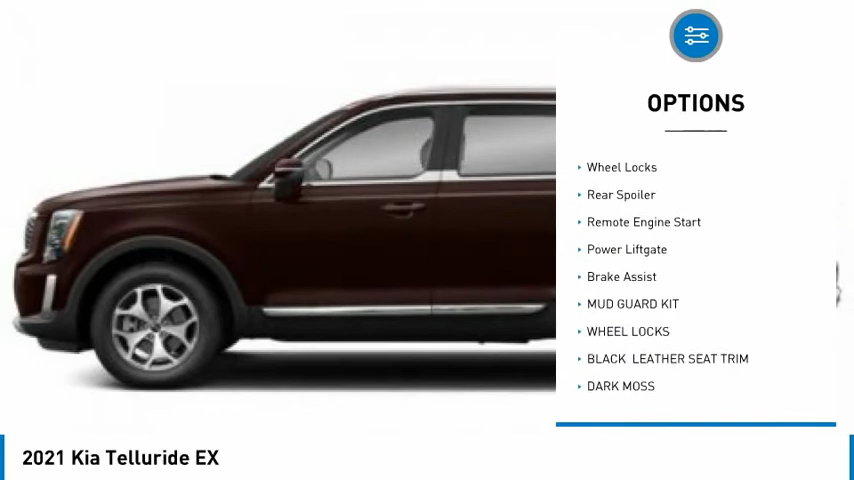 OPTIONS
Wheel Locks
Rear Spoiler
Remote Engine Start
Power Liftgate
Brake Assist
MUD GUARD KIT
WHEEL LOCKS
BLACK LEATHER SEAT TRIM
DARK MOSS
2021 Kia Telluride EX